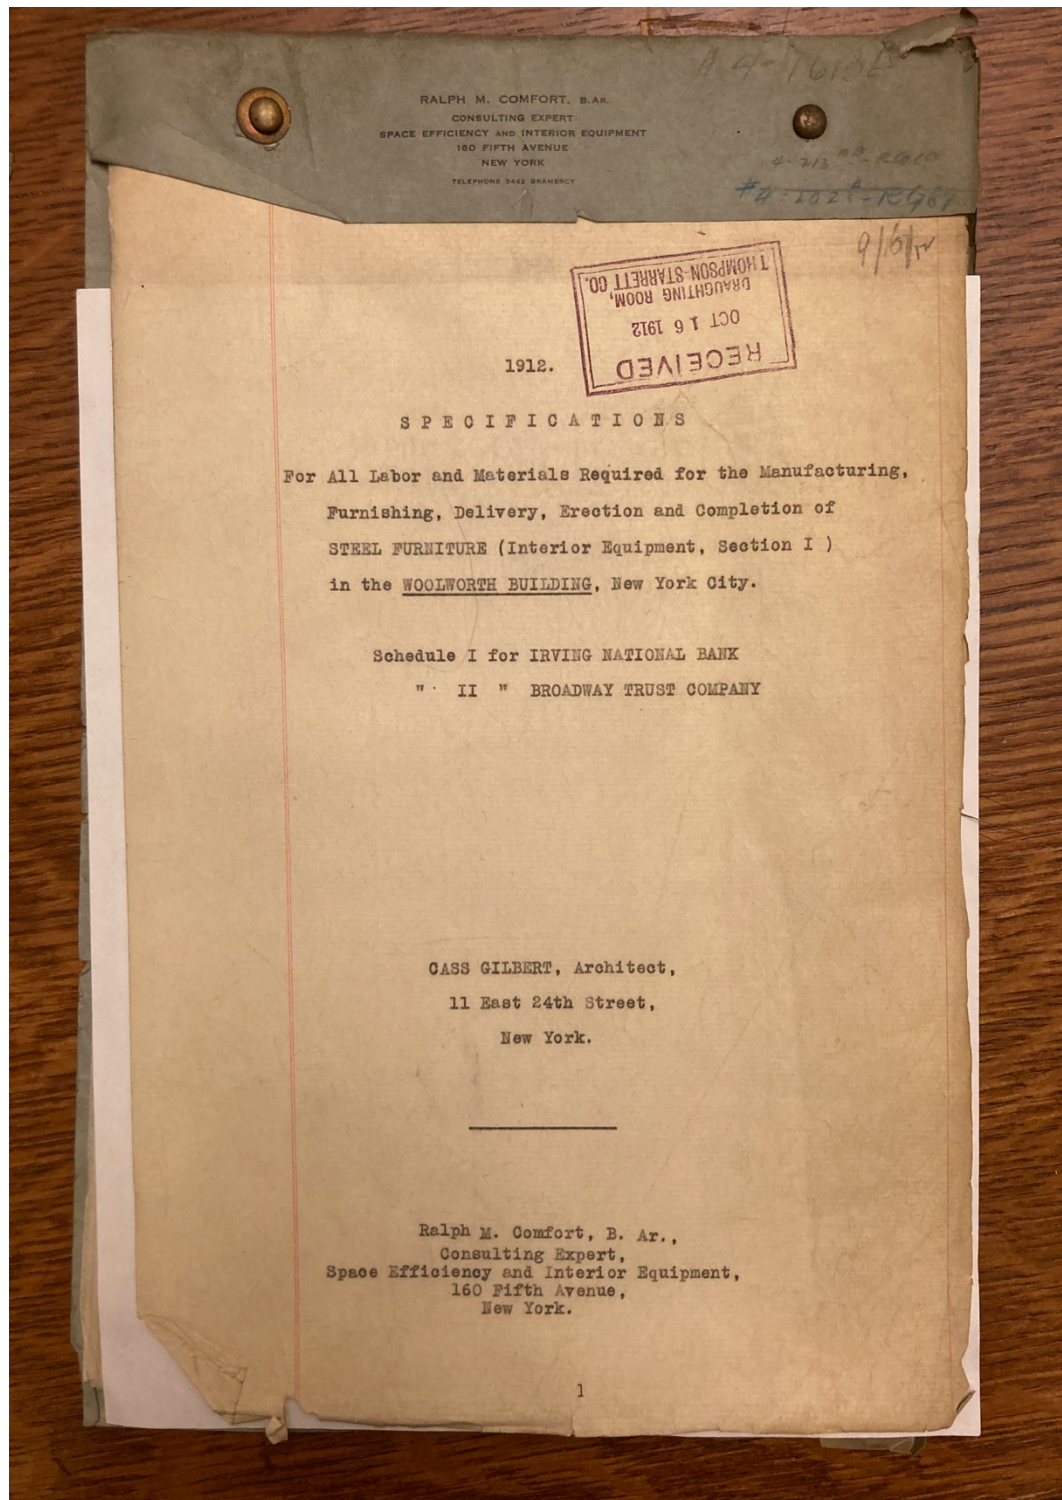 RALPH M. COMFORT, B.AR.
CONSULTING EXPERT
SPACE EFFICIENCY AND INTERIOR EQUIPMENT
160 FIFTH AVENUE
NEW YORK
TELEPHONE 3442 GRAMERCY
RECEIVED
OCT 16 1912
DRAUGHTING ROOM,
THOMPSON-STARRETT CO.
1912.
SPECIFICATIONS
For All Labor and Materials Required for the Manufacturing,
Furnishing, Delivery, Erection and Completion of
STEEL FURNITURE (Interior Equipment, Section I )
in the WOOLWORTH BUILDING, New York City.
Schedule I for IRVING NATIONAL BANK
" II " BROADWAY TRUST COMPANY
CASS GILBERT, Architect,
11 East 24th Street,
New York.
Ralph M. Comfort, B. Ar.,
Consulting Expert,
Space Efficiency and Interior Equipment,
160 Fifth Avenue,
New York.
1